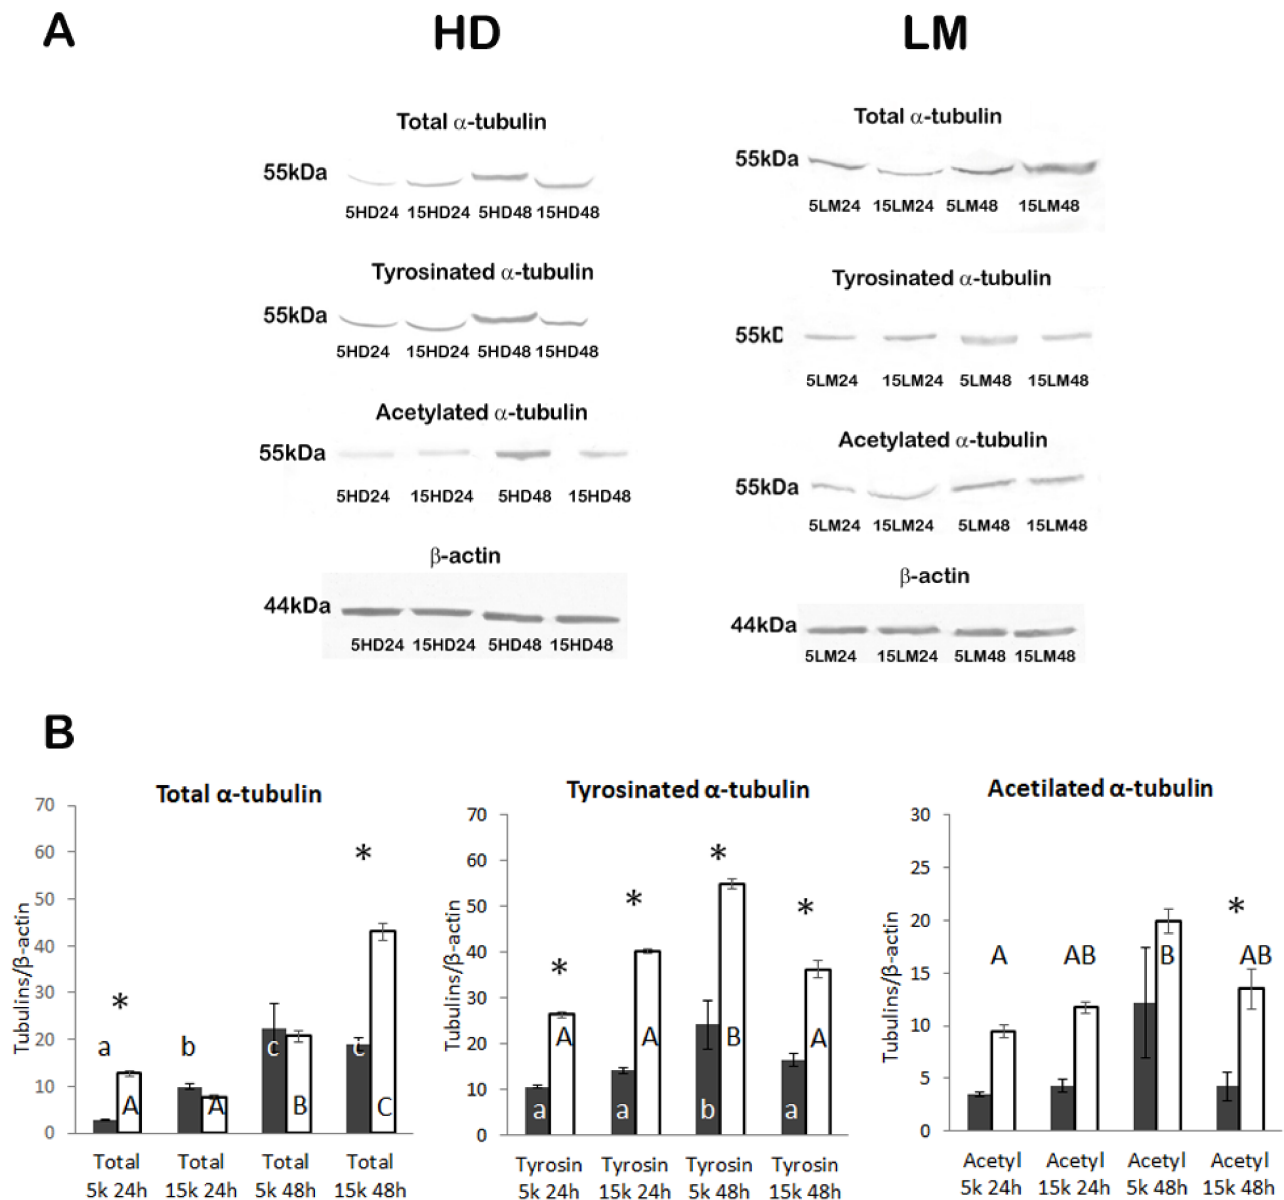 A
HD
LM
Total α-tubulin
55kDa
5HD24 15HD24 5HD48 15HD48
Tyrosinated α-tubulin
55kDa
5HD24 15HD24 5HD48 15HD48
Acetylated α-tubulin
55kDa
5HD24 15HD24 5HD48 15HD48
β-actin
44kDa
5HD24 15HD24 5HD48 15HD48
Total α-tubulin
55kDa
5LM24 15LM24 5LM48 15LM48
Tyrosinated α-tubulin
55kD
5LM24 15LM24 5LM48 15LM48
Acetylated α-tubulin
55kDa
5LM24 15LM24 5LM48 15LM48
β-actin
44kDa
5LM24 15LM24 5LM48 15LM48
B
Total α-tubulin
Tubulins/β-actin
70
60
50
40
30
20
10
0
*
*
a A b A c B c C
Total Total Total Total
5k 24h 15k 24h 5k 48h 15k 48h
Tyrosinated α-tubulin
Tubulins/β-actin
70
60
50
40
30
20
10
0
* * * *
a A a A b B a A
Tyrosin Tyrosin Tyrosin Tyrosin
5k 24h 15k 24h 5k 48h 15k 48h
Acetilated α-tubulin
Tubulins/β-actin
30
25
20
15
10
5
0
*
A AB B AB
Acetyl Acetyl Acetyl Acetyl
5k 24h 15k 24h 5k 48h 15k 48h